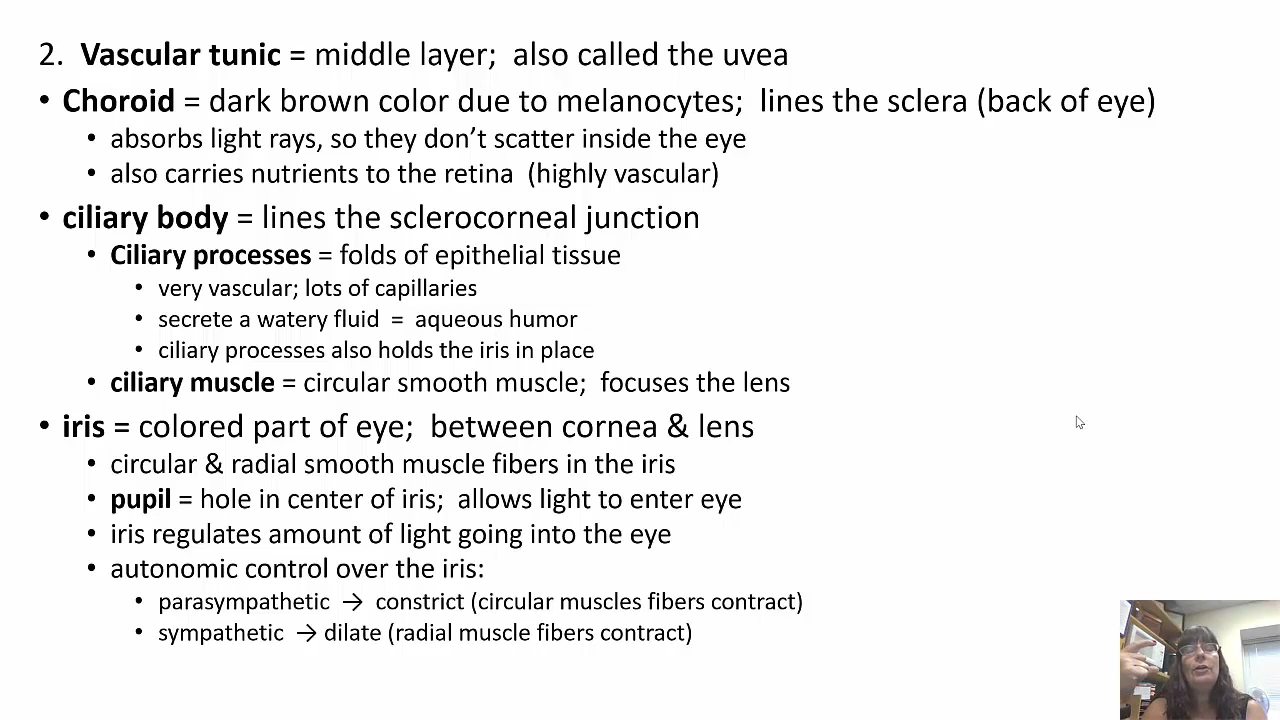 2. Vascular tunic = middle layer; also called the uvea
• Choroid = dark brown color due to melanocytes; lines the sclera (back of eye)
• absorbs light rays, so they don't scatter inside the eye
• also carries nutrients to the retina (highly vascular)
• ciliary body = lines the sclerocorneal junction
• Ciliary processes = folds of epithelial tissue
• very vascular; lots of capillaries
• secrete a watery fluid = aqueous humor
• ciliary processes also holds the iris in place
• ciliary muscle = circular smooth muscle; focuses the lens
• iris = colored part of eye; between cornea & lens
• circular & radial smooth muscle fibers in the iris
• pupil = hole in center of iris; allows light to enter eye
• iris regulates amount of light going into the eye
• autonomic control over the iris:
• parasympathetic → constrict (circular muscles fibers contract)
• sympathetic → dilate (radial muscle fibers contract)